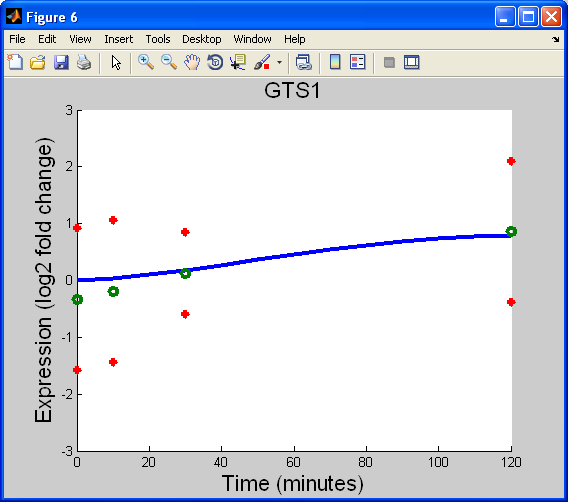 Figure 6
File Edit View Insert Tools Desktop Window Help
GTS1
3
2
1
0
-1
-2
-3
Expression (log2 fold change)
0 20 40 60 80 100 120
Time (minutes)